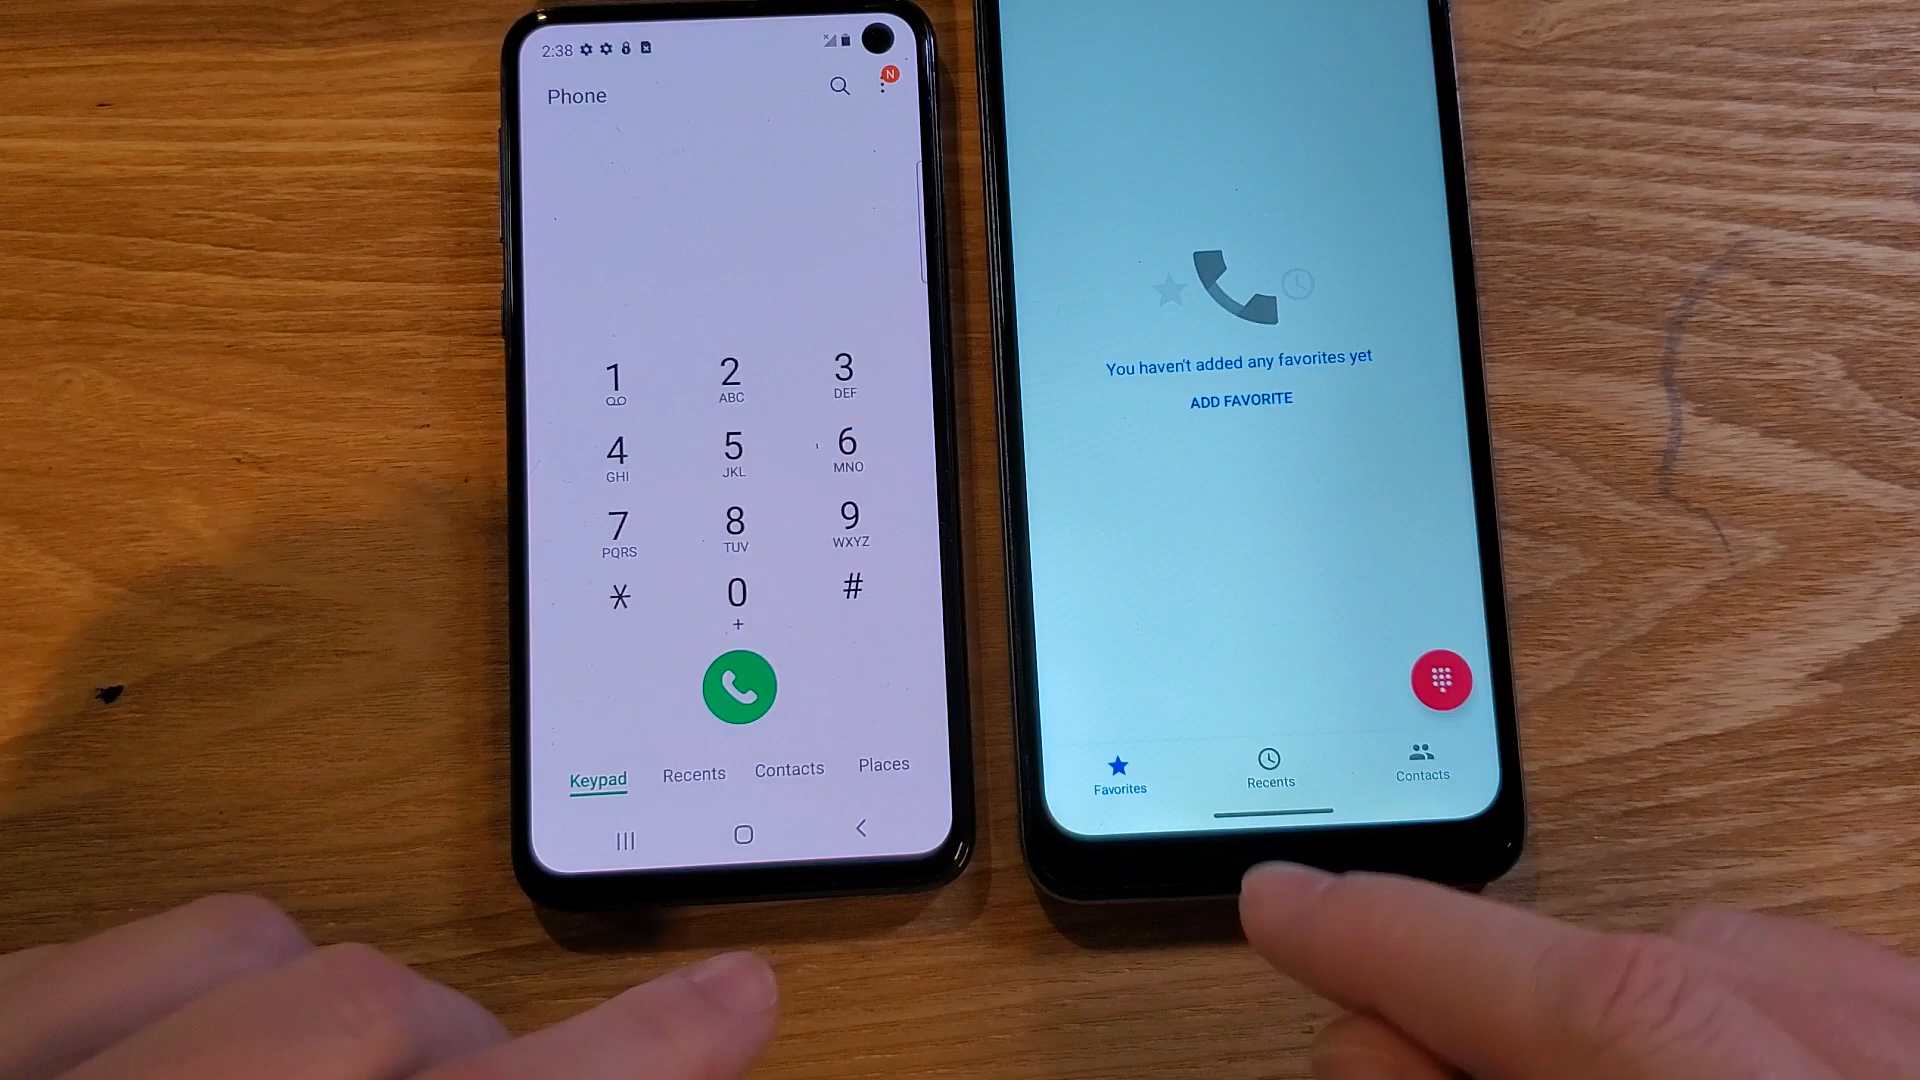 2:38
N
Phone
1
2
ABC
3
DEF
4
GHI
5
JKL
6
MNO
7
PQRS
8
TUV
9
WXYZ
*
0
+
#
Keypad Recents Contacts Places
You haven't added any favorites yet
ADD FAVORITE
Favorites Recents Contacts